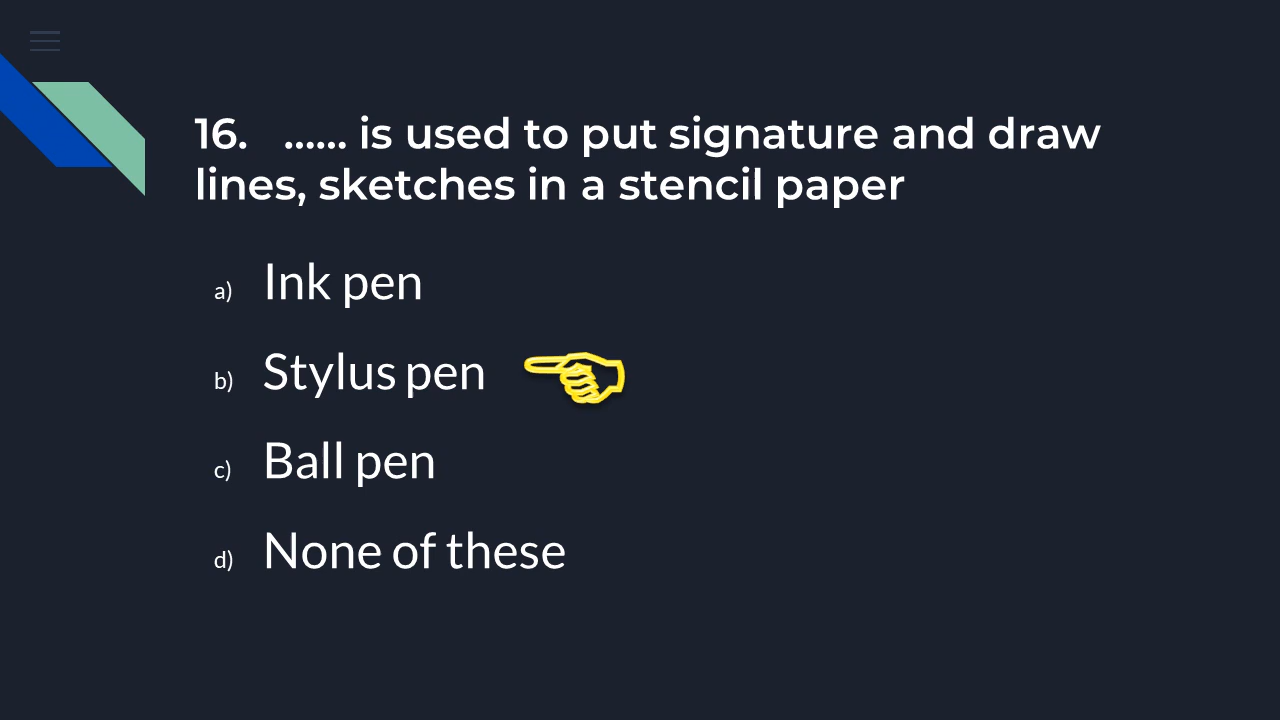 16. ...... is used to put signature and draw
lines, sketches in a stencil paper
a) Ink pen
b) Stylus pen
c) Ball pen
d) None of these